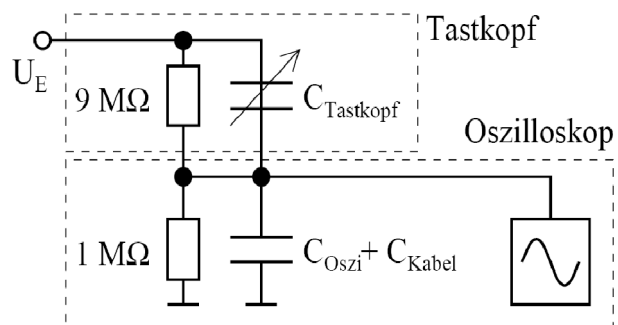 Tastkopf
U_E
9 MΩ
C_Tastkopf
Oszilloskop
1 MΩ
C_Oszi + C_Kabel